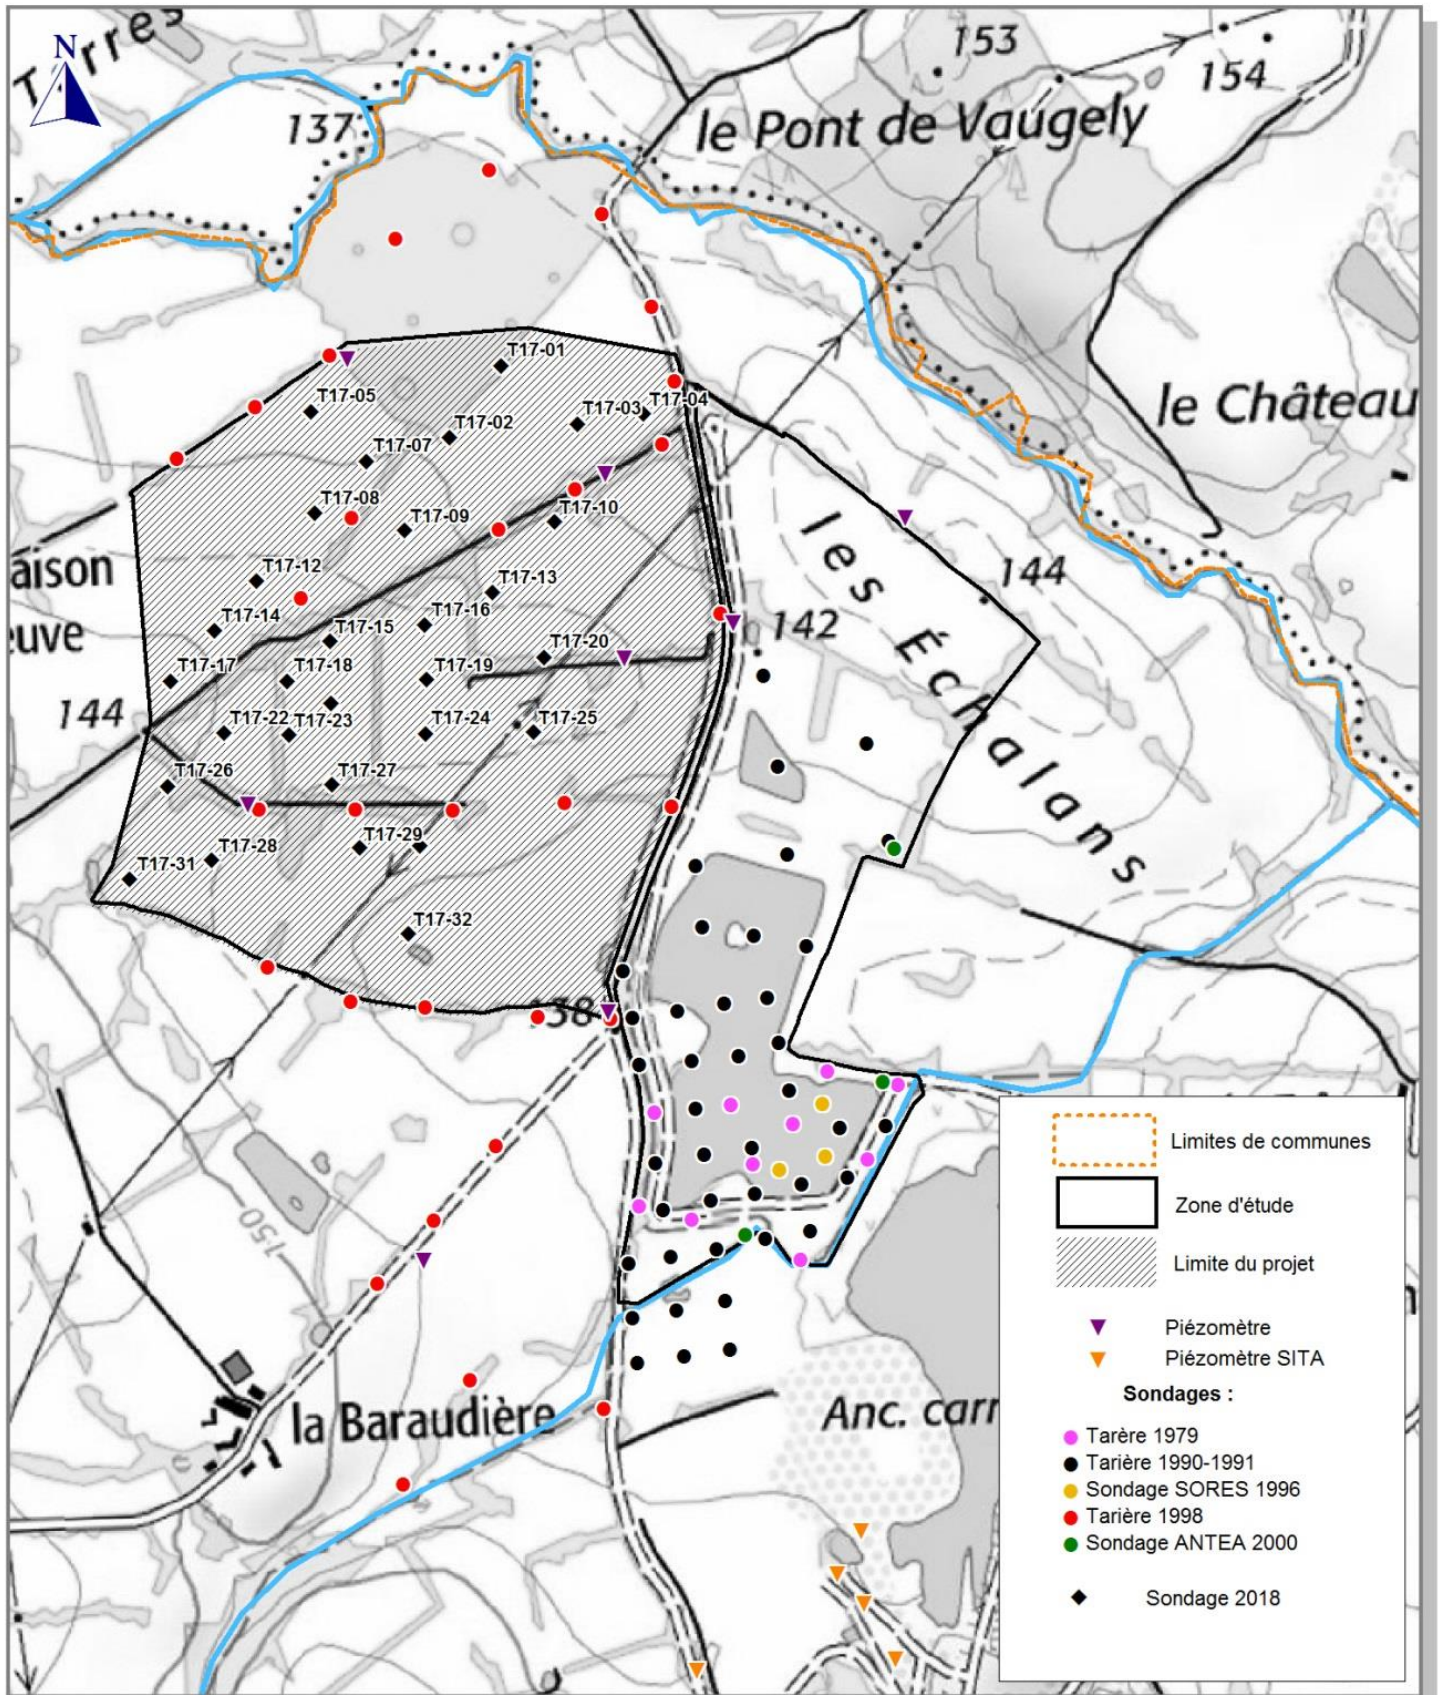 Terres
N
153
154
137
le Pont de Vaugely
T17-01
le Château
T17-05
T17-03
T17-04
T17-02
T17-07
T17-08
T17-09
T17-10
les Échalans
aison
euve
144
T17-12
T17-13
T17-14
T17-16
T17-15
142
T17-20
T17-17
T17-18
T17-19
144
T17-22
T17-23
T17-24
T17-25
T17-26
T17-27
T17-29
T17-28
T17-31
T17-32
138
150
la Baraudière
Anc. carr
Limites de communes
Zone d'étude
Limite du projet
Piézomètre
Piézomètre SITA
Sondages :
Tarère 1979
Tarière 1990-1991
Sondage SORES 1996
Tarière 1998
Sondage ANTEA 2000
Sondage 2018